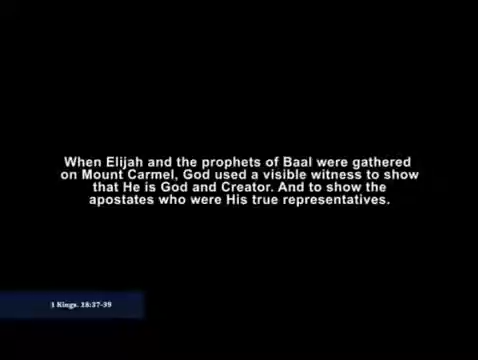 When Elijah and the prophets of Baal were gathered
on Mount Carmel, God used a visible witness to show
that He is God and Creator. And to show the
apostates who were His true representatives.
1 Kings. 18:37-39